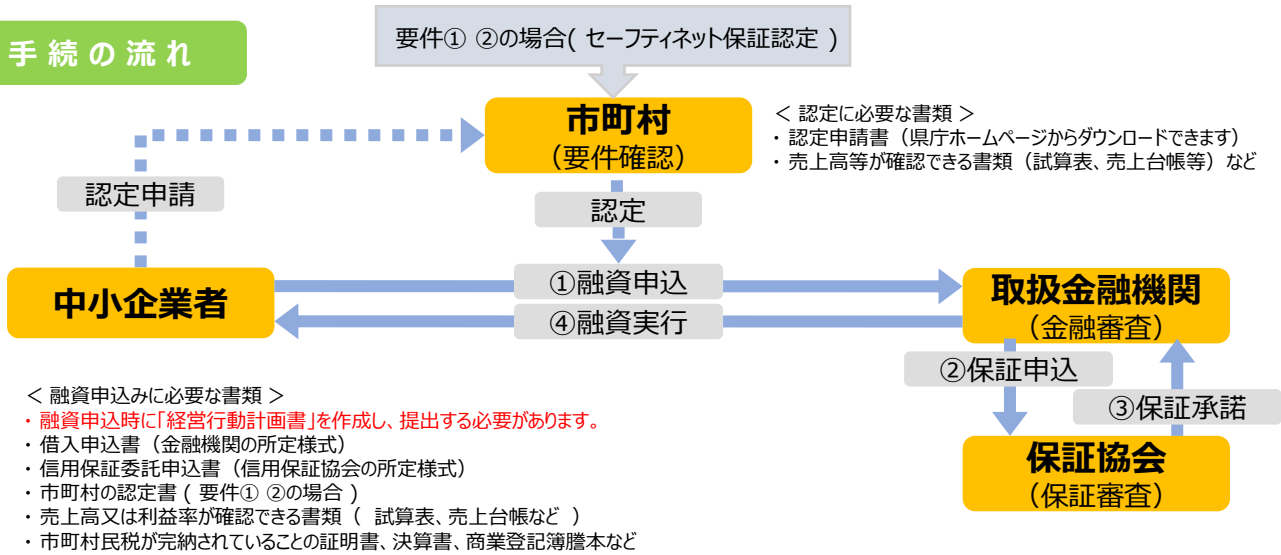 手続の流れ
要件① ②の場合( セーフティネット保証認定 )
市町村
（要件確認）
＜ 認定に必要な書類 ＞
・ 認定申請書（県庁ホームページからダウンロードできます）
・ 売上高等が確認できる書類（試算表、売上台帳等）など
認定申請
認定
中小企業者
①融資申込
④融資実行
取扱金融機関
（金融審査）
②保証申込
③保証承諾
保証協会
（保証審査）
＜ 融資申込みに必要な書類 ＞
・ 融資申込時に「経営行動計画書」を作成し、提出する必要があります。
・ 借入申込書（金融機関の所定様式）
・ 信用保証委託申込書（信用保証協会の所定様式）
・ 市町村の認定書 ( 要件① ②の場合 )
・ 売上高又は利益率が確認できる書類（ 試算表、売上台帳など ）
・ 市町村民税が完納されていることの証明書、決算書、商業登記簿謄本など